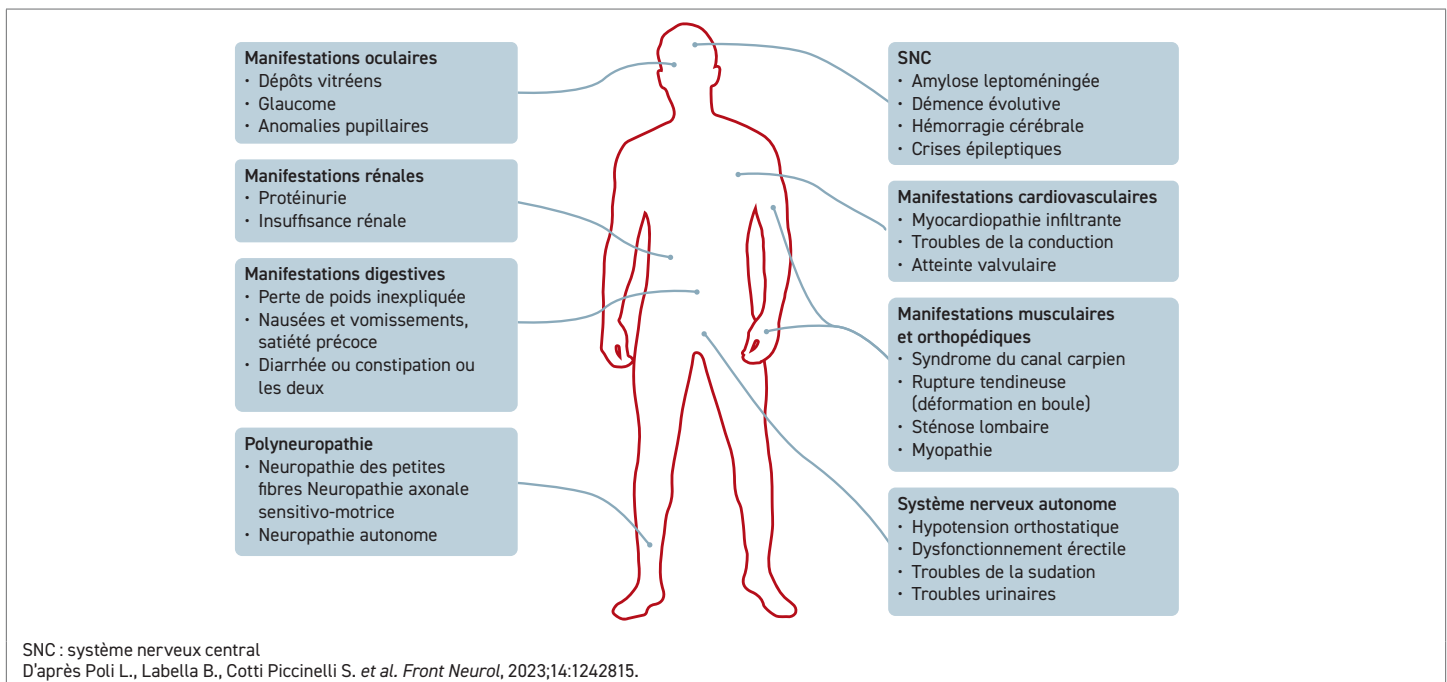 Manifestations oculaires
· Dépôts vitréens
· Glaucome
· Anomalies pupillaires
Manifestations rénales
· Protéinurie
· Insuffisance rénale
Manifestations digestives
· Perte de poids inexpliquée
· Nausées et vomissements,
satiété précoce
· Diarrhée ou constipation ou
les deux
Polyneuropathie
· Neuropathie des petites
fibres Neuropathie axonale
sensitivo-motrice
· Neuropathie autonome
SNC
· Amylose leptoméningée
· Démence évolutive
· Hémorragie cérébrale
· Crises épileptiques
Manifestations cardiovasculaires
· Myocardiopathie infiltrante
· Troubles de la conduction
· Atteinte valvulaire
Manifestations musculaires
et orthopédiques
· Syndrome du canal carpien
· Rupture tendineuse
(déformation en boule)
· Sténose lombaire
· Myopathie
Système nerveux autonome
· Hypotension orthostatique
· Dysfonctionnement érectile
· Troubles de la sudation
· Troubles urinaires
SNC : système nerveux central
D'après Poli L., Labella B., Cotti Piccinelli S. et al. Front Neurol, 2023;14:1242815.